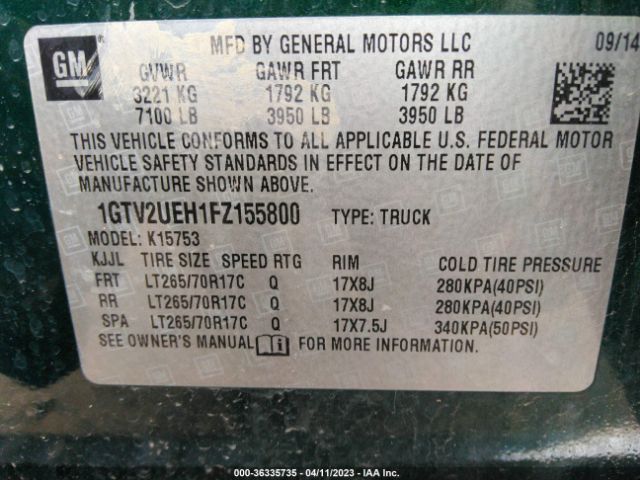 GM
MFD BY GENERAL MOTORS LLC 09/14
GVWR GAWR FRT GAWR RR
3221 KG 1792 KG 1792 KG
7100 LB 3950 LB 3950 LB
THIS VEHICLE CONFORMS TO ALL APPLICABLE U.S. FEDERAL MOTOR
VEHICLE SAFETY STANDARDS IN EFFECT ON THE DATE OF
MANUFACTURE SHOWN ABOVE.
1GTV2UEH1FZ155800 TYPE: TRUCK
MODEL: K15753
KJJL TIRE SIZE SPEED RTG RIM COLD TIRE PRESSURE
FRT LT265/70R17C Q 17X8J 280KPA(40PSI)
RR LT265/70R17C Q 17X8J 280KPA(40PSI)
SPA LT265/70R17C Q 17X7.5J 340KPA(50PSI)
SEE OWNER'S MANUAL i FOR MORE INFORMATION.
© 000-36335735 - 04/11/2023 - IAA Inc.